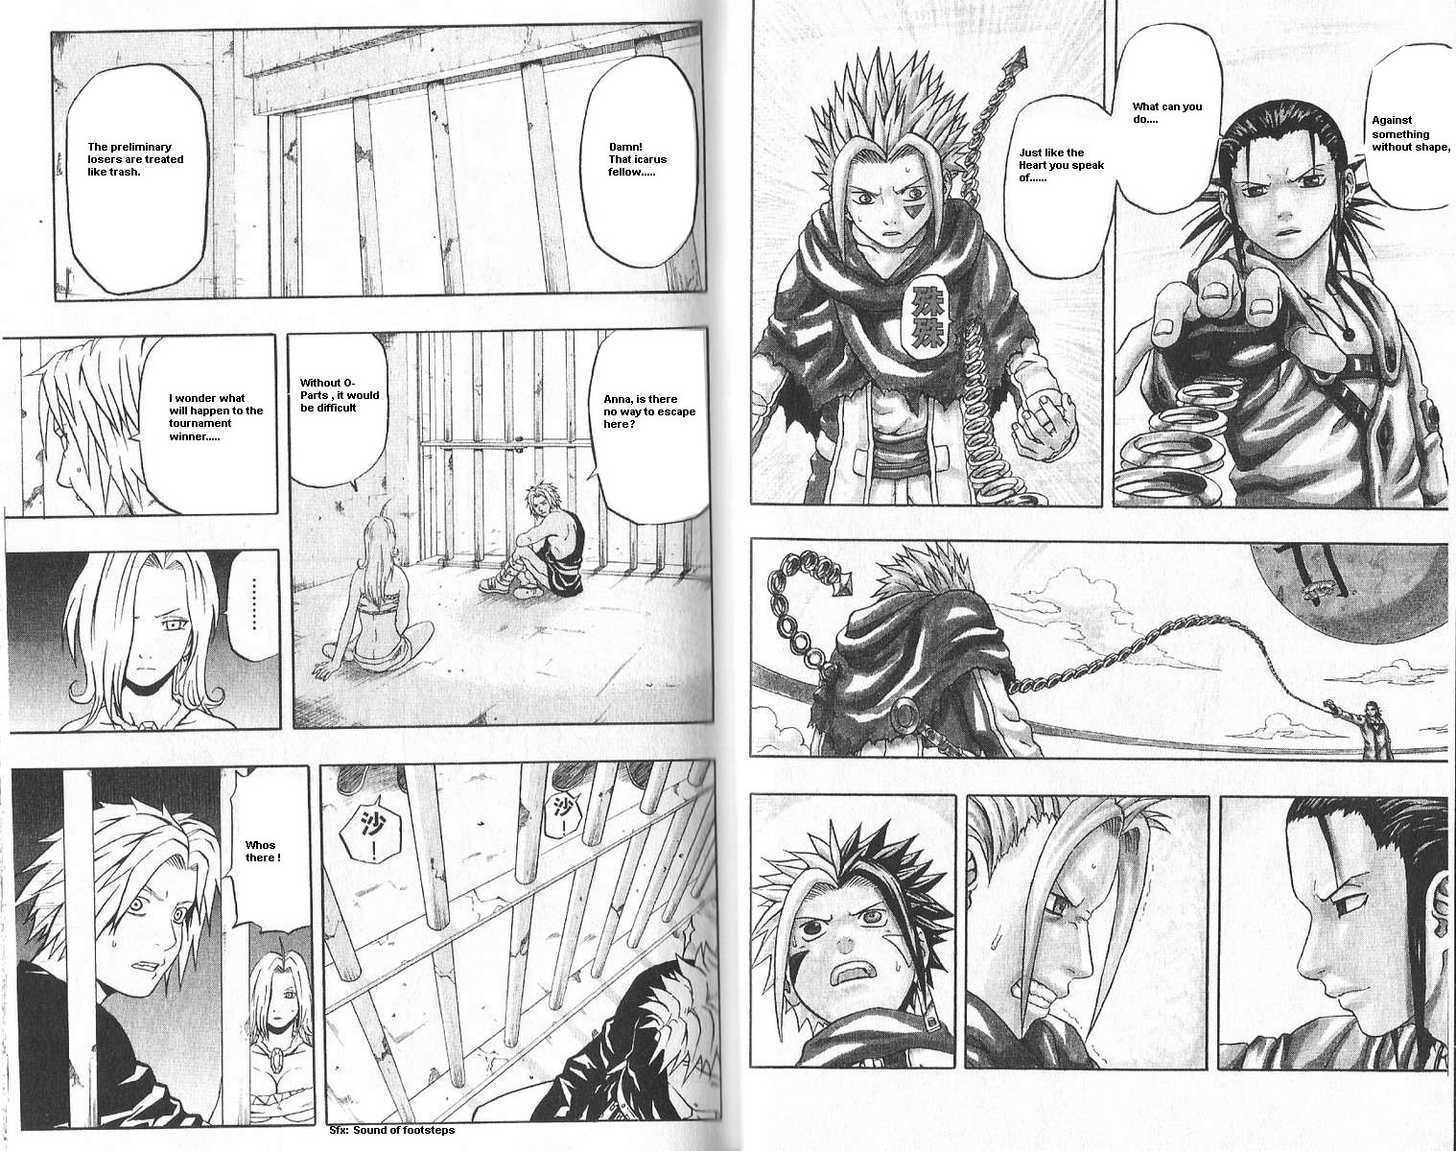 Against
something
without shape,
What can you
do....
Just like the
Heart you speak
of......
殊
殊
Damn!
That icarus
fellow.....
The preliminary
losers are treated
like trash.
Anna, is there
no way to escape
here?
Without O-
Parts , it would
be difficult
I wonder what
will happen to the
tournament
winner.....
..........
沙
!
沙
!
Whos
there !
Sfx: Sound of footsteps